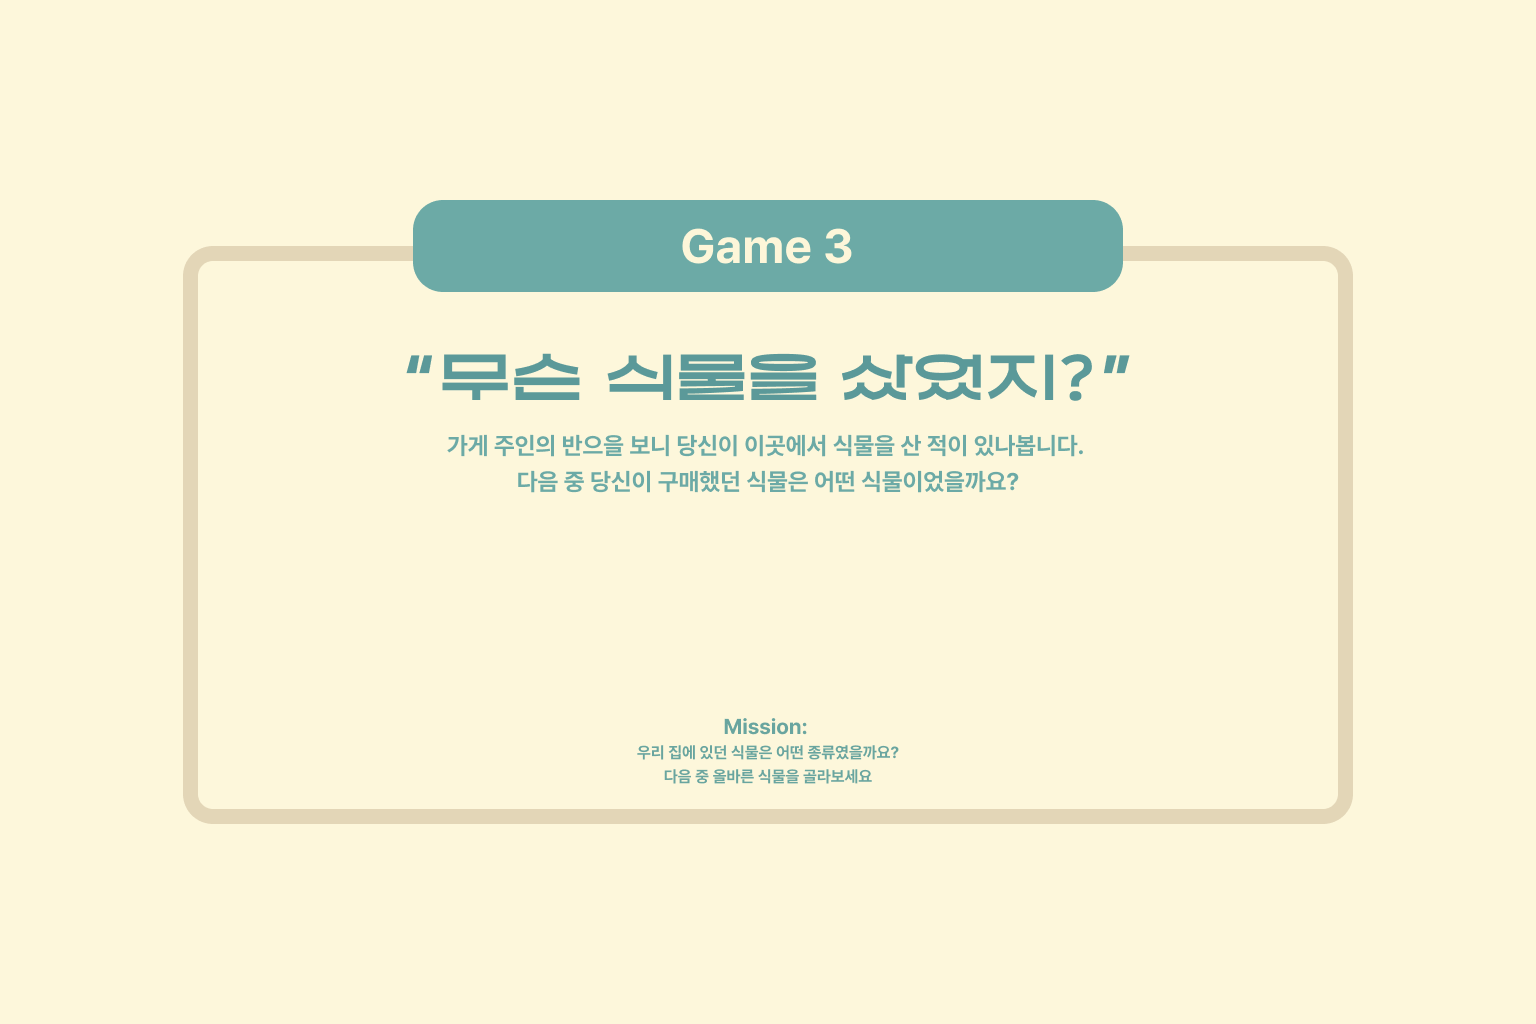 Game 3
"무슨 식물을 샀였지?"
가게 주인의 반으을 보니 당신이 이곳에서 식물을 산 적이 있나봅니다.
다음 중 당신이 구매했던 식물은 어떤 식물이었을까요?
Mission:
우리 집에 있던 식물은 어떤 종류였을까요?
다음 중 올바른 식물을 골라보세요